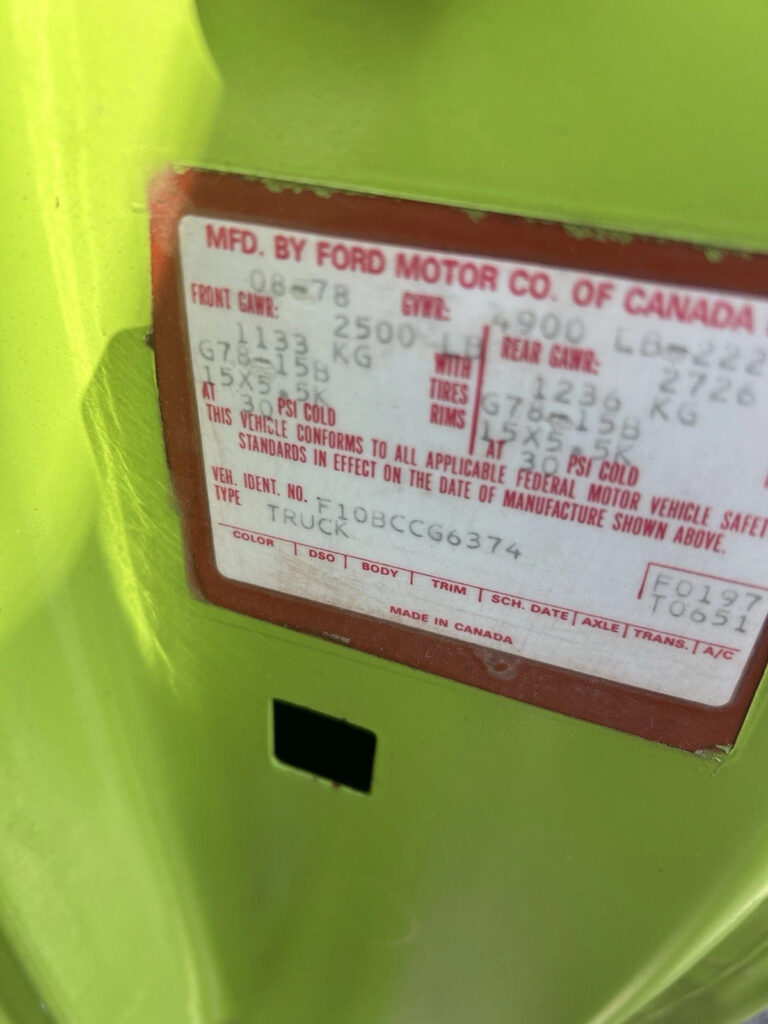 MFD. BY FORD MOTOR CO. OF CANADA
08-78 GVWR: 4900 LB-222
FRONT GAWR: 2500 LB REAR GAWR: 2726
1133 KG WITH 1236 KG
G78-15B TIRES G78-15B
15X5.5K RIMS 15X5.5K
AT 30 PSI COLD AT 30 PSI COLD
THIS VEHICLE CONFORMS TO ALL APPLICABLE FEDERAL MOTOR VEHICLE SAFET
STANDARDS IN EFFECT ON THE DATE OF MANUFACTURE SHOWN ABOVE.
VEH. IDENT. NO. F10BCCG6374
TYPE TRUCK
F0197
T0651
COLOR | DSO | BODY | TRIM | SCH. DATE | AXLE | TRANS. | A/C
MADE IN CANADA